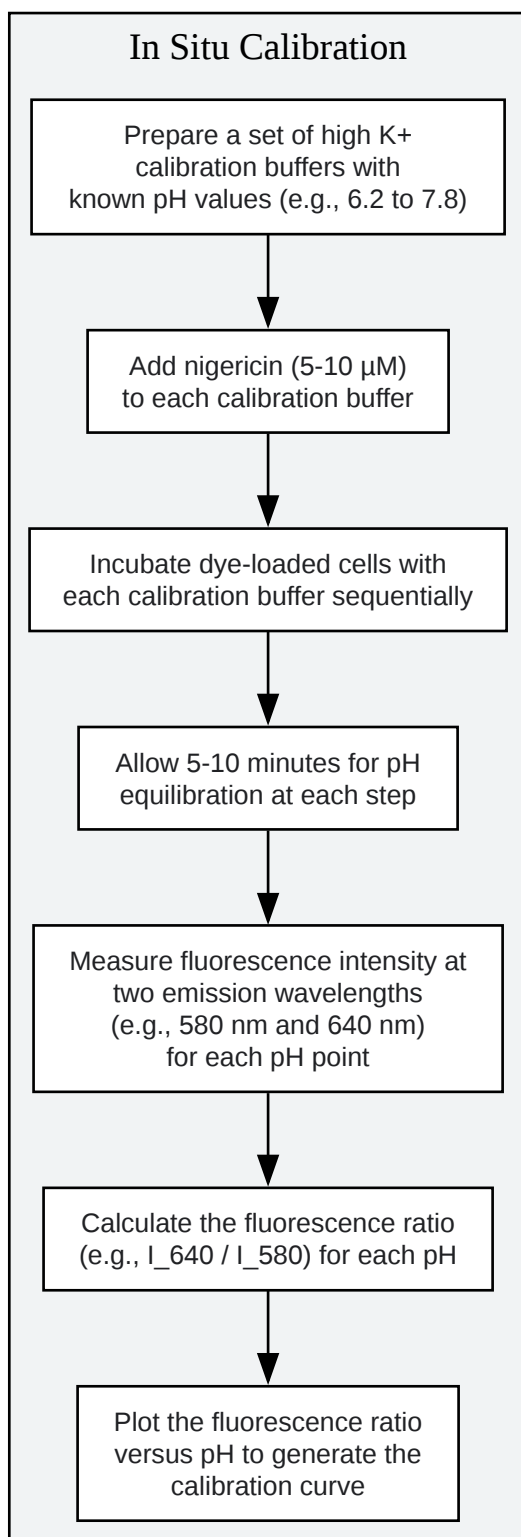 In Situ Calibration
Prepare a set of high K+
calibration buffers with
known pH values (e.g., 6.2 to 7.8)
Add nigericin (5-10 µM)
to each calibration buffer
Incubate dye-loaded cells with
each calibration buffer sequentially
Allow 5-10 minutes for pH
equilibration at each step
Measure fluorescence intensity at
two emission wavelengths
(e.g., 580 nm and 640 nm)
for each pH point
Calculate the fluorescence ratio
(e.g., I_640 / I_580) for each pH
Plot the fluorescence ratio
versus pH to generate the
calibration curve